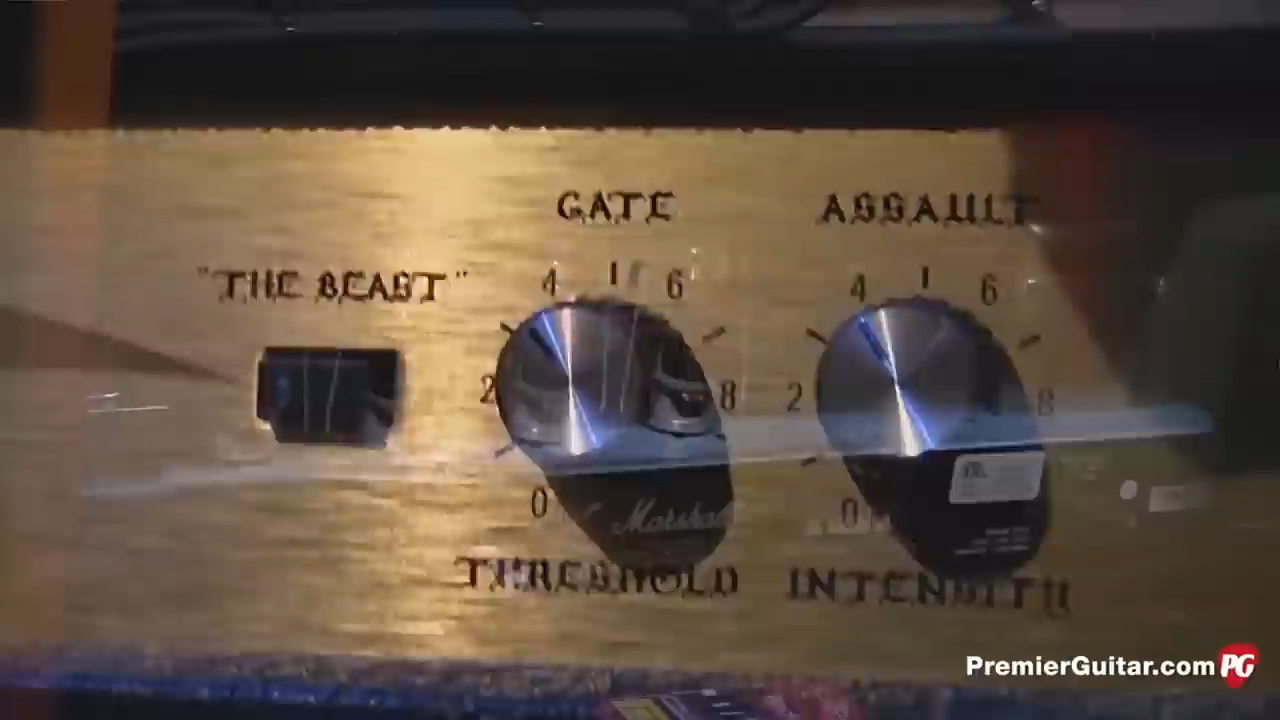 GATE
ASSAULT
"THE BEAST"
4 6
4 6
2 8
2 8
0
0
Marshall
THRESHOLD
INTENSITY
PremierGuitar.com PG